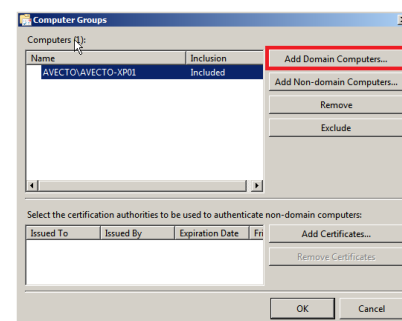 Computer Groups
Computers (1):
Name Inclusion
AVECTO\AVECTO-XP01 Included
Add Domain Computers...
Add Non-domain Computers...
Remove
Exclude
Select the certification authorities to be used to authenticate non-domain computers:
Issued To Issued By Expiration Date Fri
Add Certificates...
Remove Certificates
OK Cancel